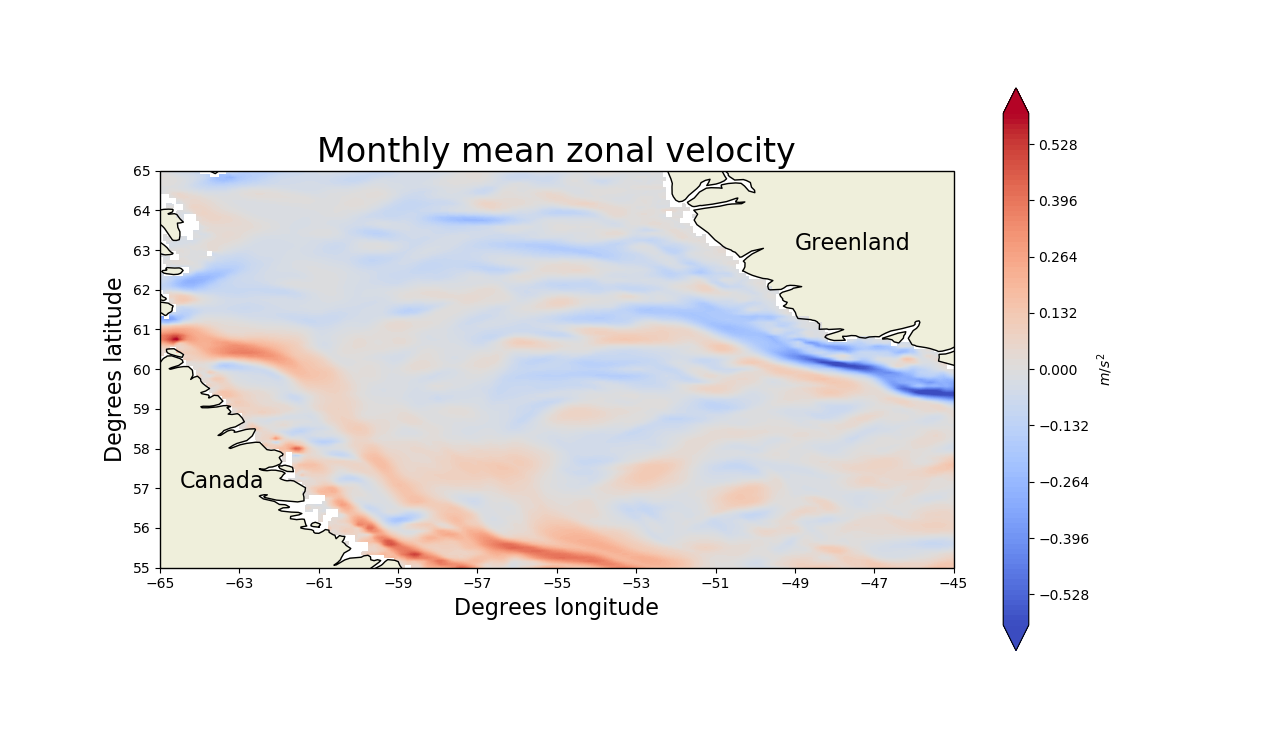 Monthly mean zonal velocity
65
64
63
62
61
60
59
58
57
56
55
Degrees latitude
Greenland
Canada
−65 −63 −61 −59 −57 −55 −53 −51 −49 −47 −45
Degrees longitude
0.528
0.396
0.264
0.132
0.000
−0.132
−0.264
−0.396
−0.528
m/s²